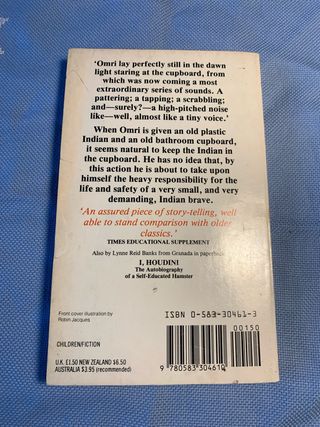 ‘Omri lay perfectly still in the dawn
light staring at the cupboard, from
which was now coming a most
extraordinary series of sounds. A
pattering; a tapping; a scrabbling;
and—surely?—a high-pitched noise
like—well, almost like a tiny voice.’
When Omri is given an old plastic
Indian and an old bathroom cupboard,
it seems natural to keep the Indian in
the cupboard. He has no idea that, by
this action he is about to take upon
himself the heavy responsibility for the
life and safety of a very small, and very
demanding, Indian brave.
‘An assured piece of story-telling, well
able to stand comparison with older
classics.’
TIMES EDUCATIONAL SUPPLEMENT
Also by Lynne Reid Banks from Granada in paperback
I, HOUDINI
The Autobiography
of a Self-Educated Hamster
Front cover illustration by
Robin Jacques
CHILDREN/FICTION
U.K. £1.50 NEW ZEALAND $6.50
AUSTRALIA $3.95 (recommended)
ISBN 0-583-30461-3
00150
9 780583 304610